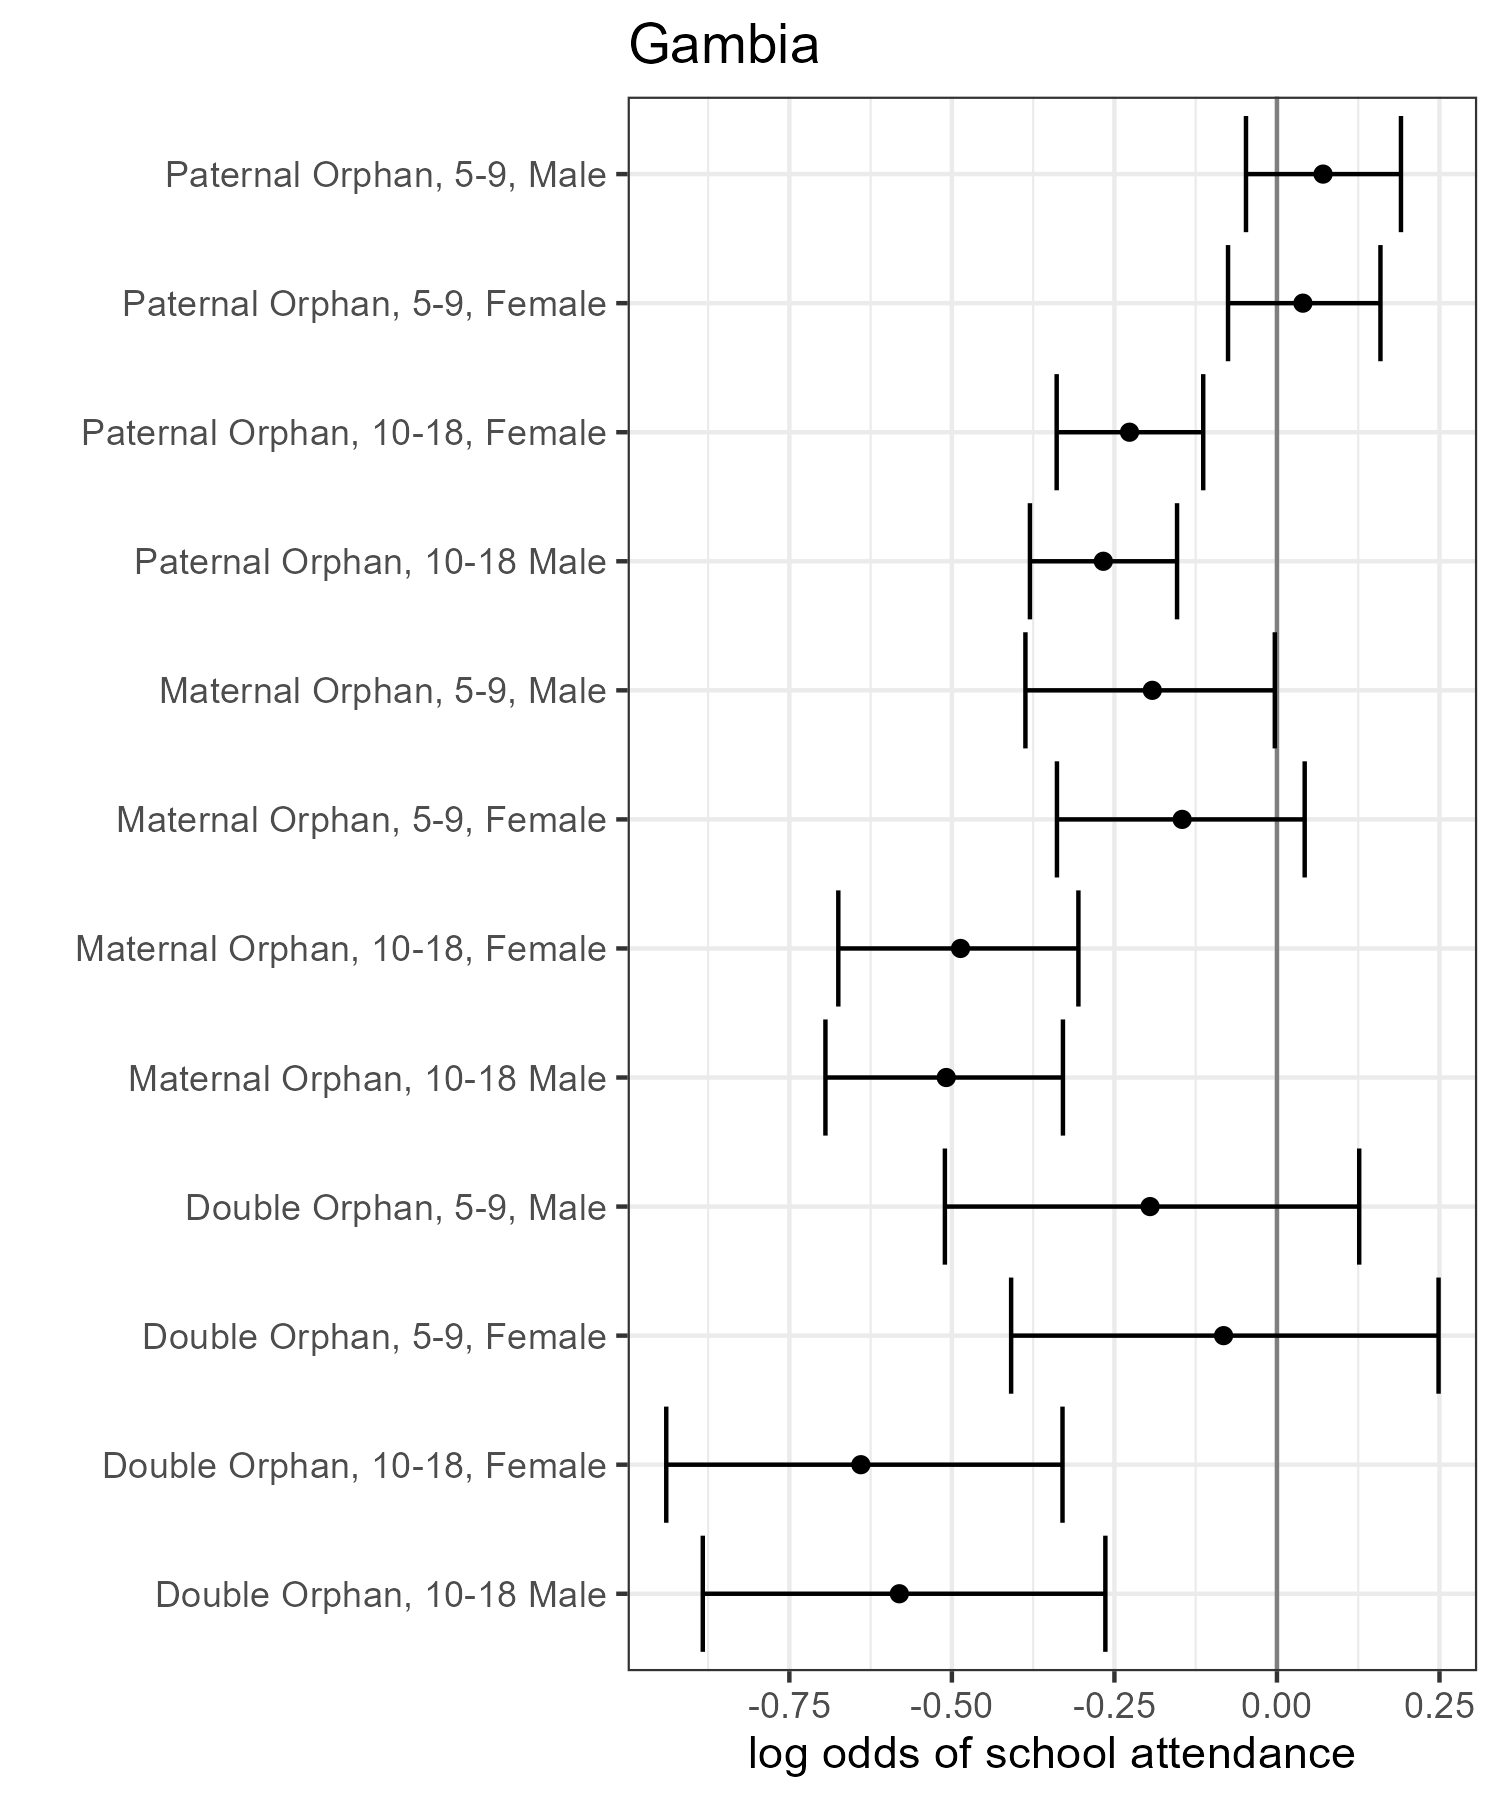 Gambia
Paternal Orphan, 5-9, Male
Paternal Orphan, 5-9, Female
Paternal Orphan, 10-18, Female
Paternal Orphan, 10-18 Male
Maternal Orphan, 5-9, Male
Maternal Orphan, 5-9, Female
Maternal Orphan, 10-18, Female
Maternal Orphan, 10-18 Male
Double Orphan, 5-9, Male
Double Orphan, 5-9, Female
Double Orphan, 10-18, Female
Double Orphan, 10-18 Male
-0.75 -0.50 -0.25 0.00 0.25
log odds of school attendance